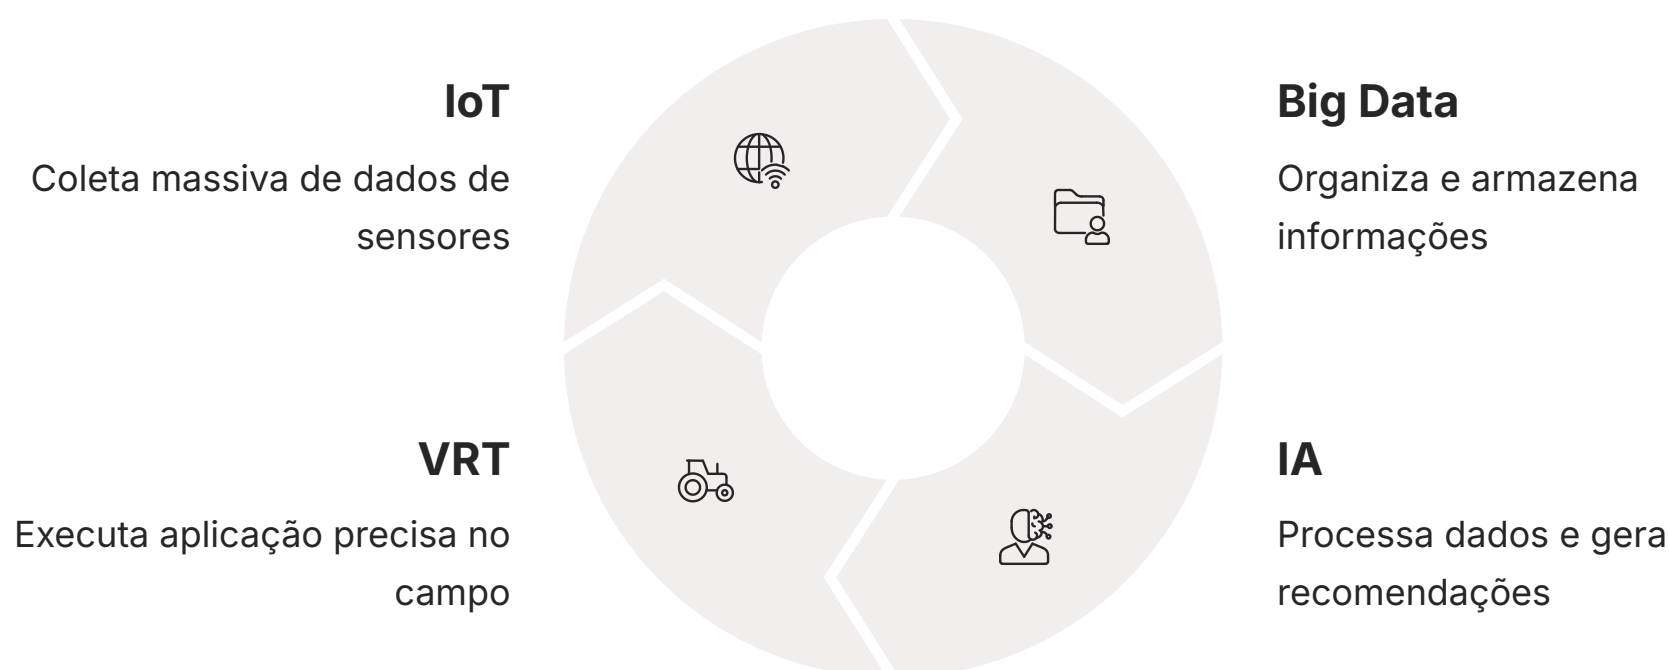 IoT
Coleta massiva de dados de
sensores
Big Data
Organiza e armazena
informações
VRT
Executa aplicação precisa no
campo
IA
Processa dados e gera
recomendações